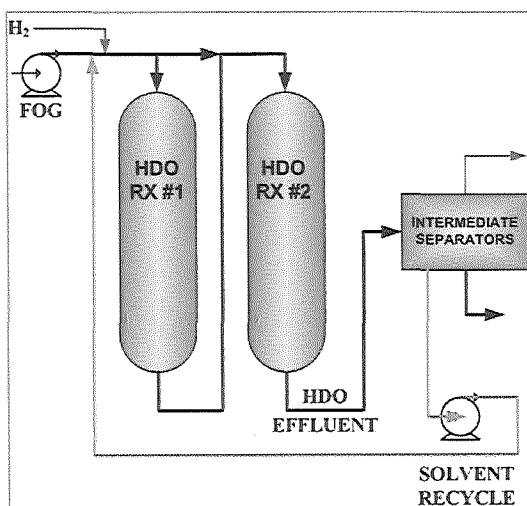 H₂
FOG
HDO
RX #1
HDO
RX #2
INTERMEDIATE
SEPARATORS
HDO
EFFLUENT
SOLVENT
RECYCLE